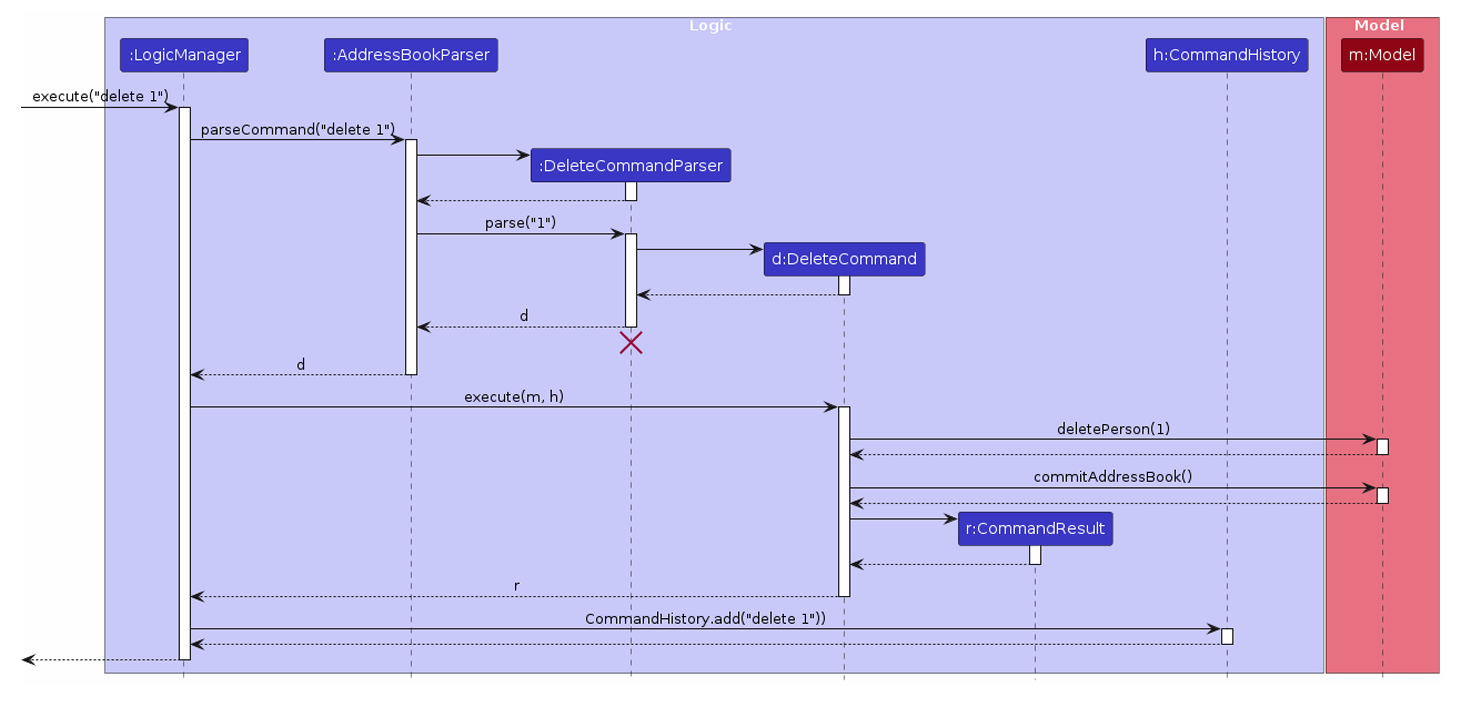 Logic
Model
:LogicManager
:AddressBookParser
h:CommandHistory
m:Model
execute("delete 1")
parseCommand("delete 1")
:DeleteCommandParser
parse("1")
d:DeleteCommand
d
d
execute(m, h)
deletePerson(1)
commitAddressBook()
r:CommandResult
r
CommandHistory.add("delete 1"))